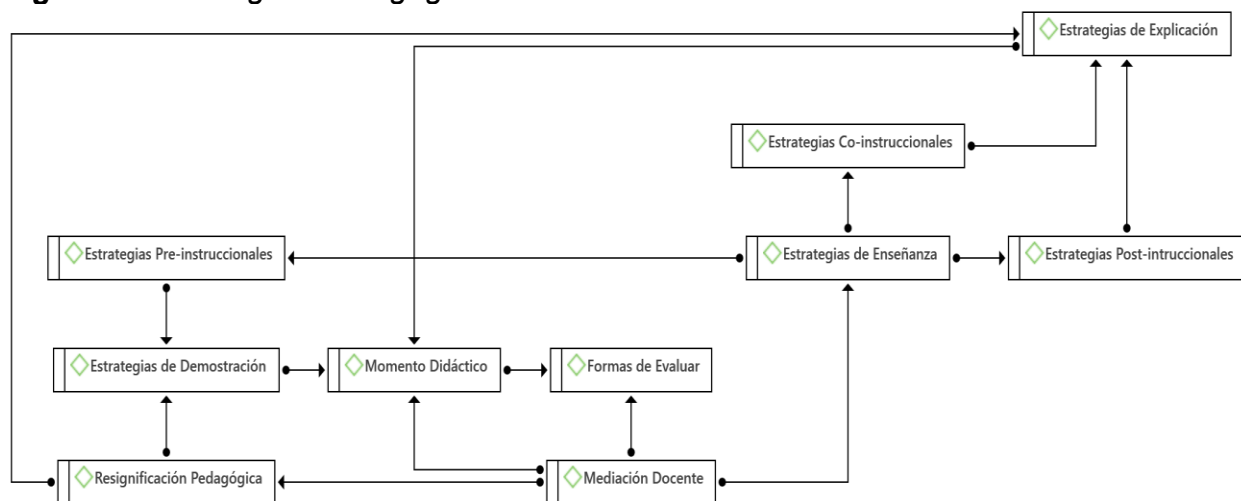 Estrategias de Explicación
Estrategias Co-instruccionales
Estrategias Pre-instruccionales
Estrategias de Enseñanza
Estrategias Post-intruccionales
Estrategias de Demostración
Momento Didáctico
Formas de Evaluar
Resignificación Pedagógica
Mediación Docente